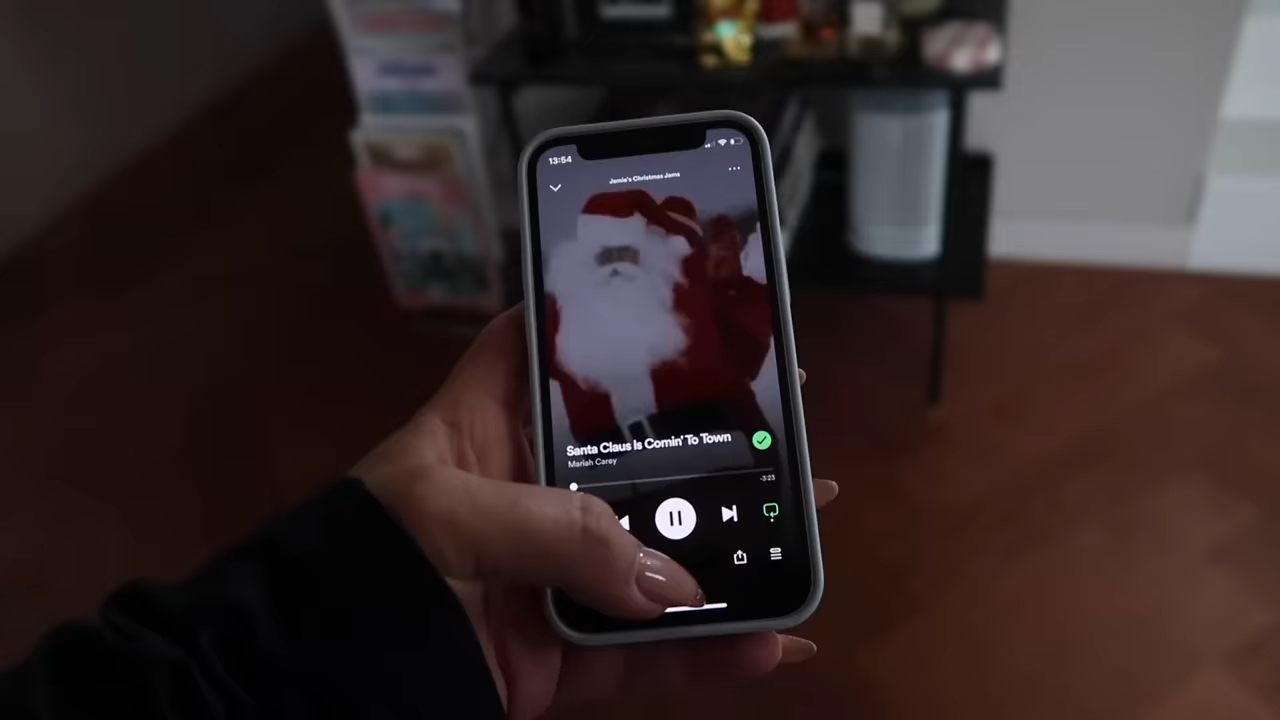 13:54
Jamie's Christmas Jams
Santa Claus Is Comin' To Town
Mariah Carey
-3:23